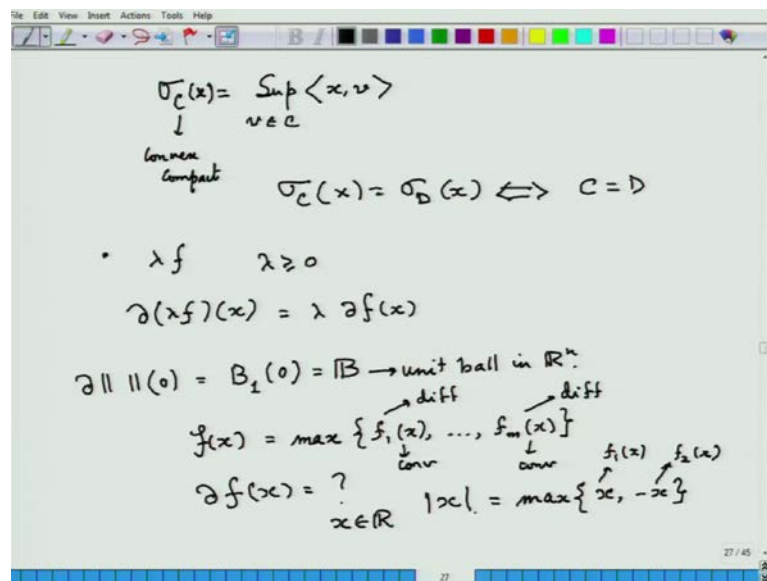 File Edit View Insert Actions Tools Help
σ_C(x) = Sup <x, v>
v ∈ C
↓
Convex
Compact
σ_C(x) = σ_D(x) ⟺ C = D
• λf λ ≥ 0
∂(λf)(x) = λ ∂f(x)
∂|| ||(0) = B_1(0) = 𝔹 → unit ball in ℝ^n.
diff diff
f(x) = max {f_1(x), ..., f_m(x)}
conv conv
f_1(x) f_2(x)
∂f(x) = ? |x| = max{x, -x}
x ∈ ℝ
27 / 45
27